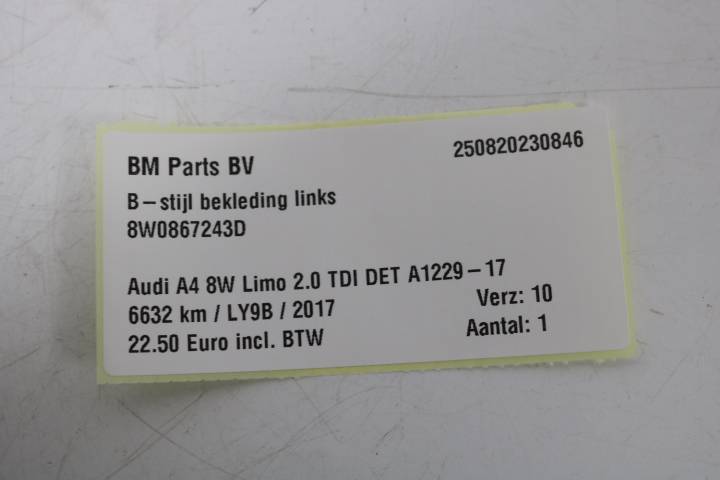 BM Parts BV 250820230846
B-stijl bekleding links
8W0867243D
Audi A4 8W Limo 2.0 TDI DET A1229-17
6632 km / LY9B / 2017 Verz: 10
22.50 Euro incl. BTW Aantal: 1